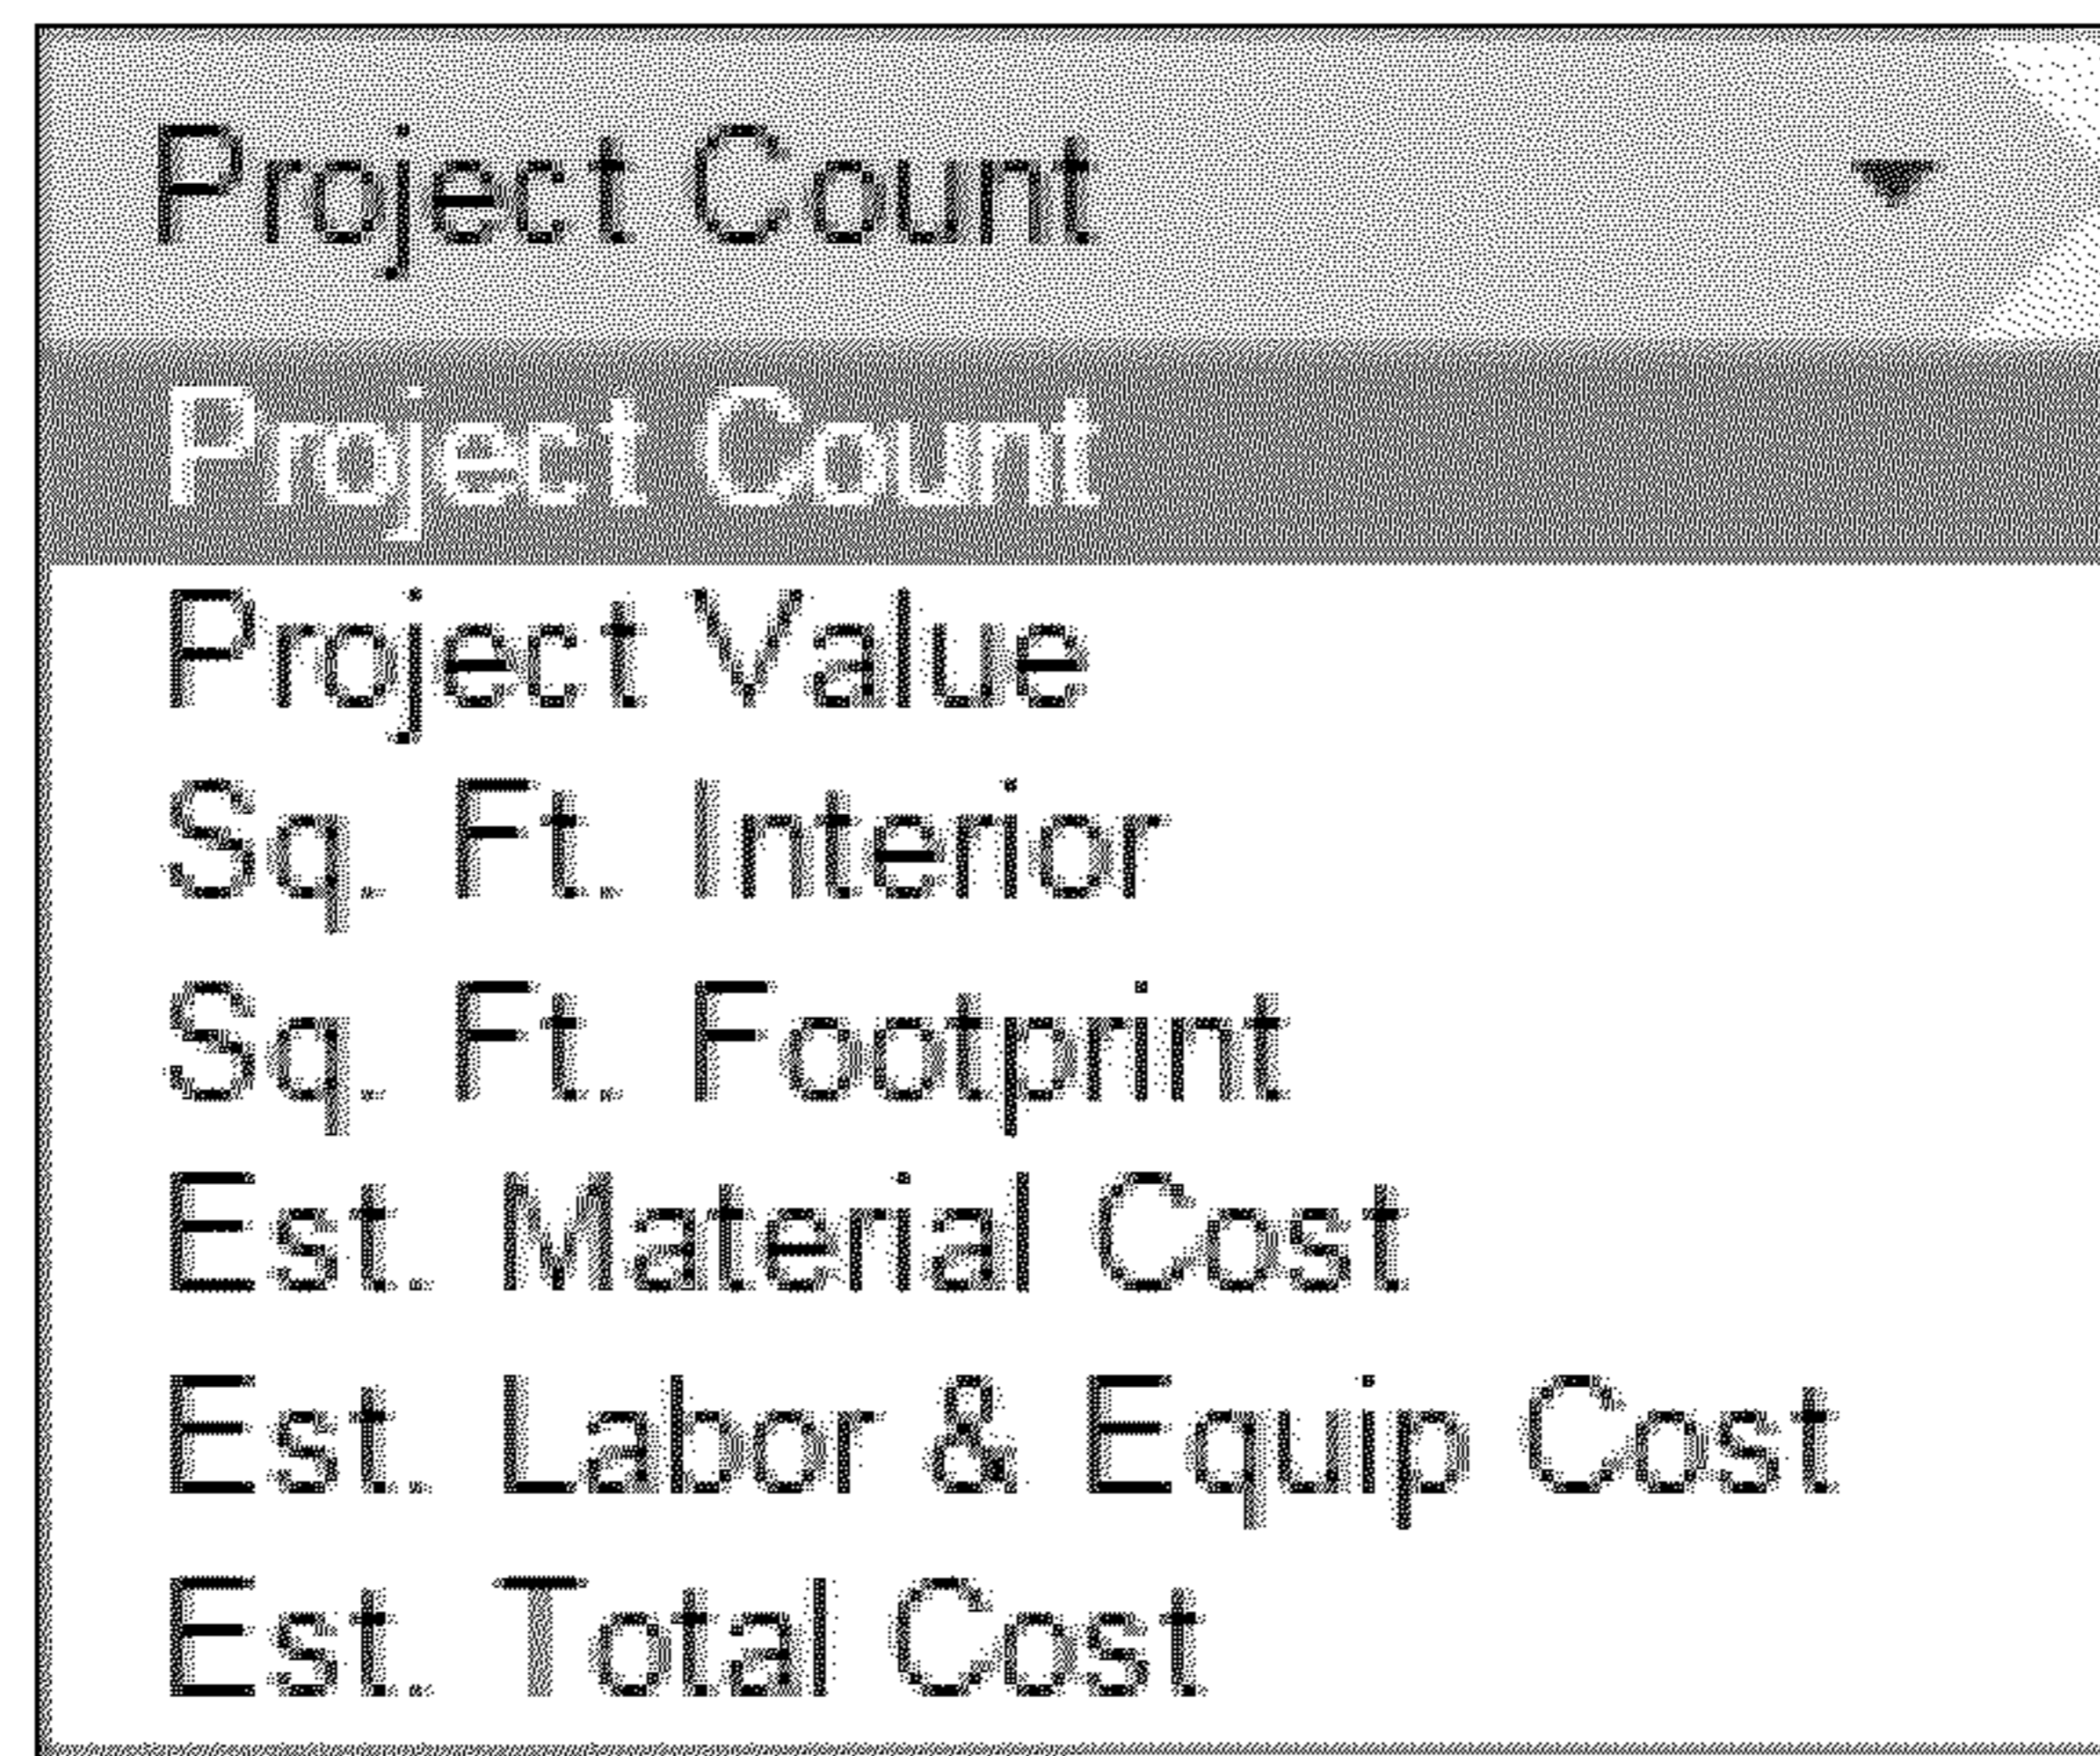 Project Count
Project Count
Project Value
Sq. Ft. Interior
Sq. Ft. Footprint
Est. Material Cost
Est. Labor & Equip Cost
Est. Total Cost